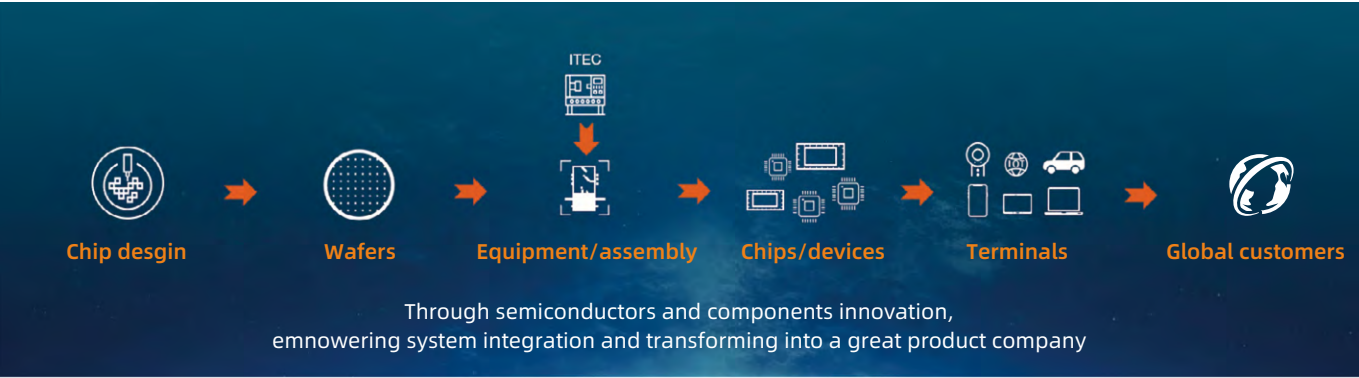 ITEC
Chip desgin
Wafers
Equipment/assembly
Chips/devices
Terminals
Global customers
Through semiconductors and components innovation,
emnowering system integration and transforming into a great product company